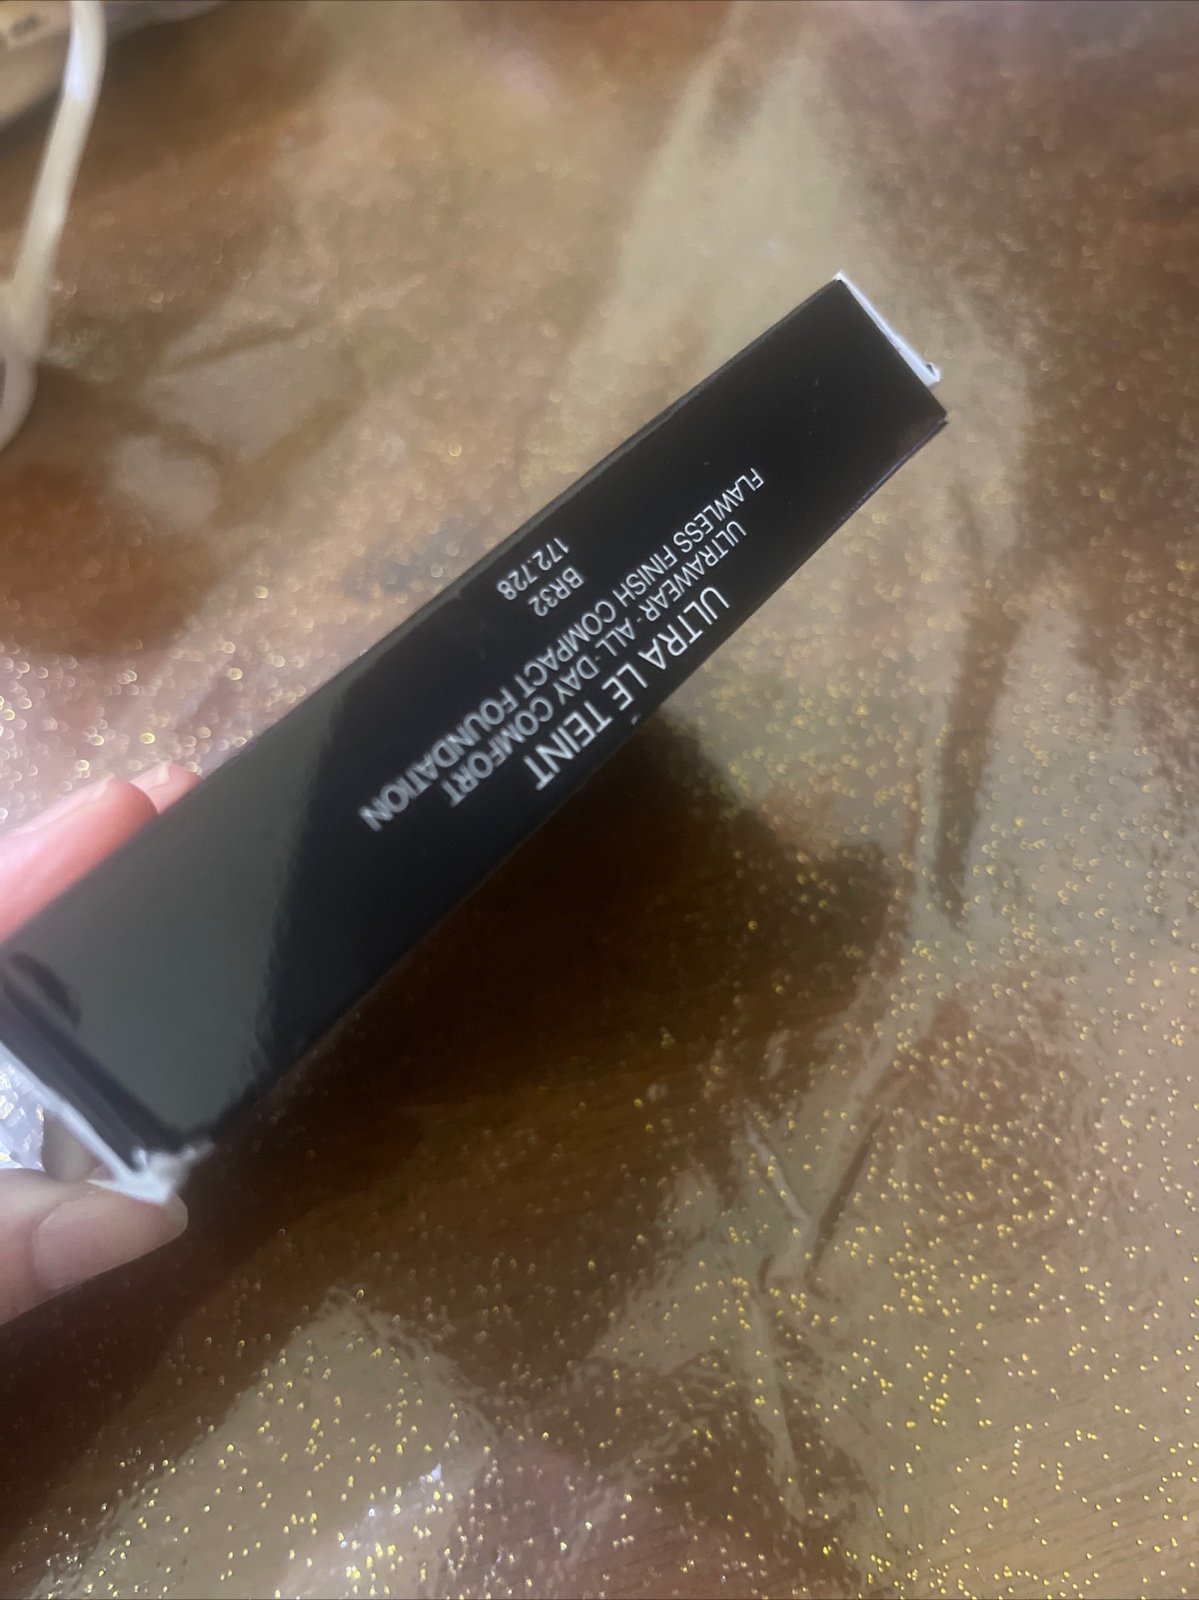 ULTRA LE TEINT
ULTRAWEAR - ALL-DAY COMFORT
FLAWLESS FINISH COMPACT FOUNDATION
BR32
172.728